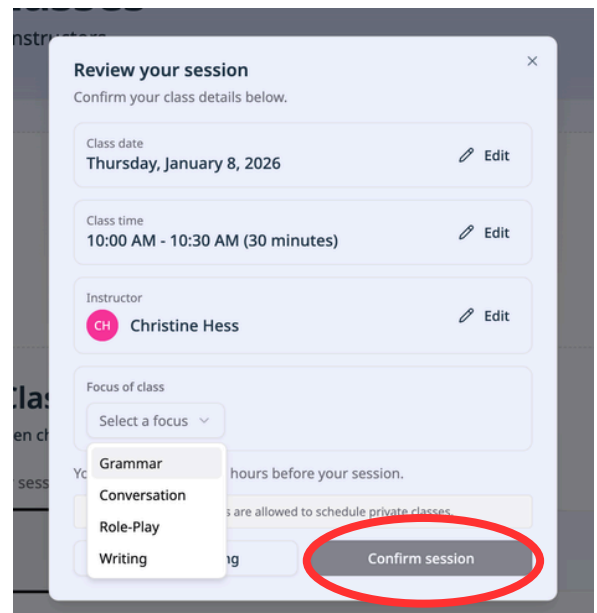 Review your session
Confirm your class details below.
Class date
Thursday, January 8, 2026
Edit
Class time
10:00 AM - 10:30 AM (30 minutes)
Edit
Instructor
CH Christine Hess
Edit
Focus of class
Select a focus
Grammar
Conversation
Role-Play
Writing
hours before your session.
are allowed to schedule private classes.
Confirm session